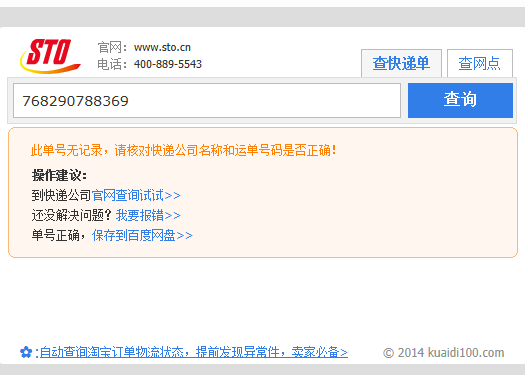 STO
官网：www.sto.cn
电话：400-889-5543
查快递单 查网点
768290788369 查询
此单号无记录，请核对快递公司名称和运单号码是否正确！
操作建议：
到快递公司官网查询试试>>
还没解决问题？我要报错>>
单号正确，保存到百度网盘>>
：自动查询淘宝订单物流状态，提前发现异常件，卖家必备> © 2014 kuaidi100.com